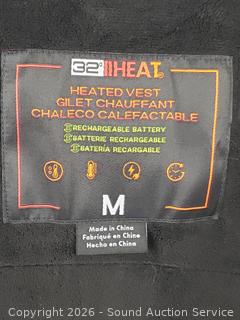 32° HEAT
HEATED VEST
GILET CHAUFFANT
CHALECO CALEFACTABLE
RECHARGEABLE BATTERY
BATTERIE RECHARGEABLE
BATERÍA RECARGABLE
M
Made in China
Fabriqué en Chine
Hecho en China
Copyright 2026 - Sound Auction Service